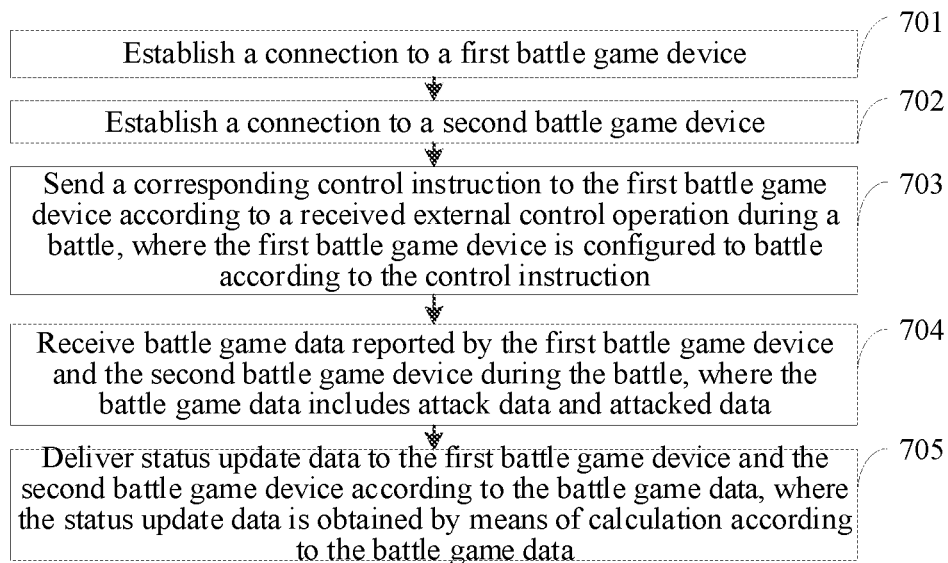 701
Establish a connection to a first battle game device
702
Establish a connection to a second battle game device
703
Send a corresponding control instruction to the first battle game
device according to a received external control operation during a
battle, where the first battle game device is configured to battle
according to the control instruction
704
Receive battle game data reported by the first battle game device
and the second battle game device during the battle, where the
battle game data includes attack data and attacked data
705
Deliver status update data to the first battle game device and the
second battle game device according to the battle game data, where
the status update data is obtained by means of calculation according
to the battle game data